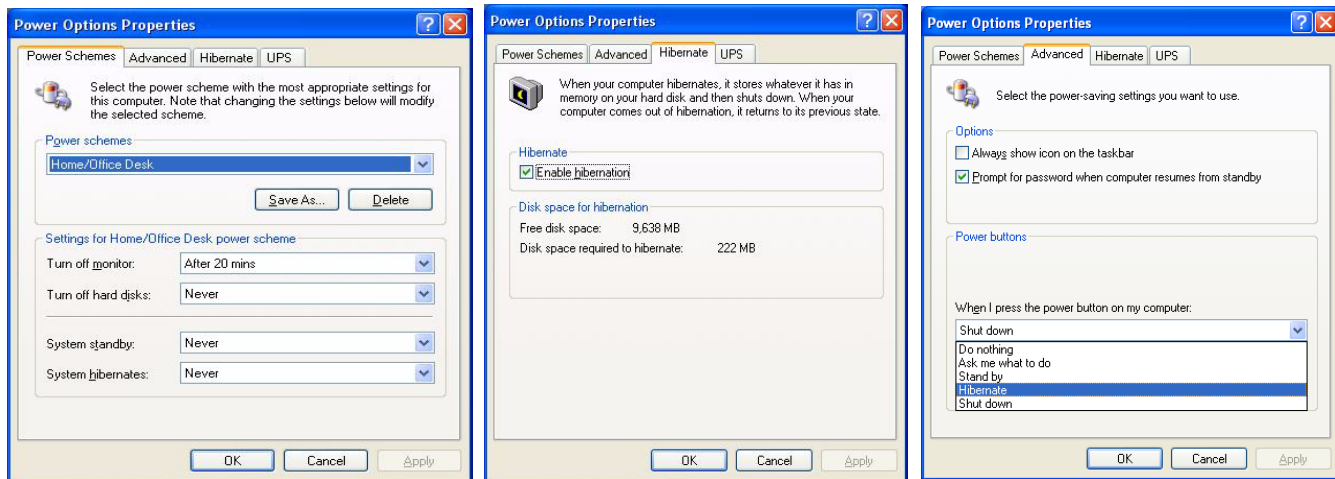 Power Options Properties
Power Schemes Advanced Hibernate UPS
Select the power scheme with the most appropriate settings for
this computer. Note that changing the settings below will modify
the selected scheme.
Power schemes
Home/Office Desk
Save As... Delete
Settings for Home/Office Desk power scheme
Turn off monitor: After 20 mins
Turn off hard disks: Never
System standby: Never
System hibernates: Never
OK Cancel Apply
Power Options Properties
Power Schemes Advanced Hibernate UPS
When your computer hibernates, it stores whatever it has in
memory on your hard disk and then shuts down. When your
computer comes out of hibernation, it returns to its previous state.
Hibernate
Enable hibernation
Disk space for hibernation
Free disk space: 9,638 MB
Disk space required to hibernate: 222 MB
OK Cancel Apply
Power Options Properties
Power Schemes Advanced Hibernate UPS
Select the power-saving settings you want to use.
Options
Always show icon on the taskbar
Prompt for password when computer resumes from standby
Power buttons
When I press the power button on my computer:
Shut down
Do nothing
Ask me what to do
Stand by
Hibernate
Shut down
OK Cancel Apply